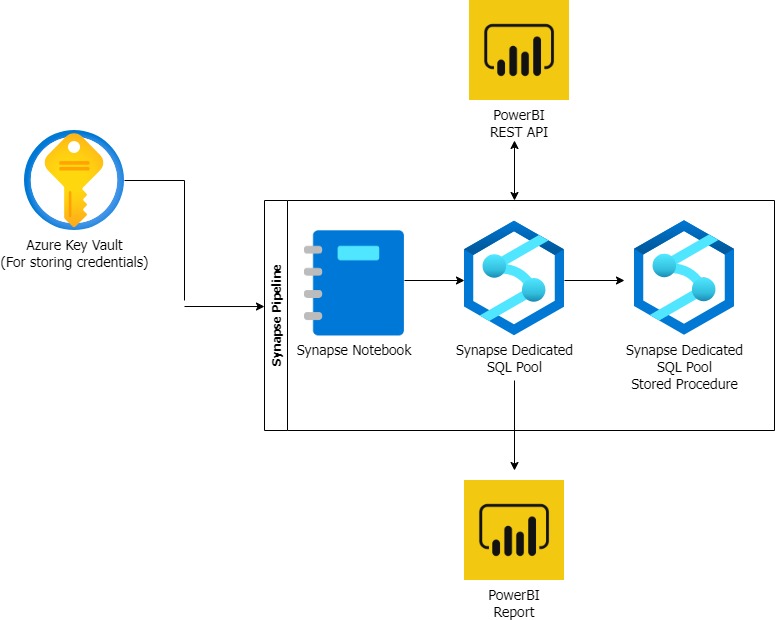 PowerBI
REST API
Azure Key Vault
(For storing credentials)
Synapse Pipeline
Synapse Notebook
Synapse Dedicated
SQL Pool
Synapse Dedicated
SQL Pool
Stored Procedure
PowerBI
Report